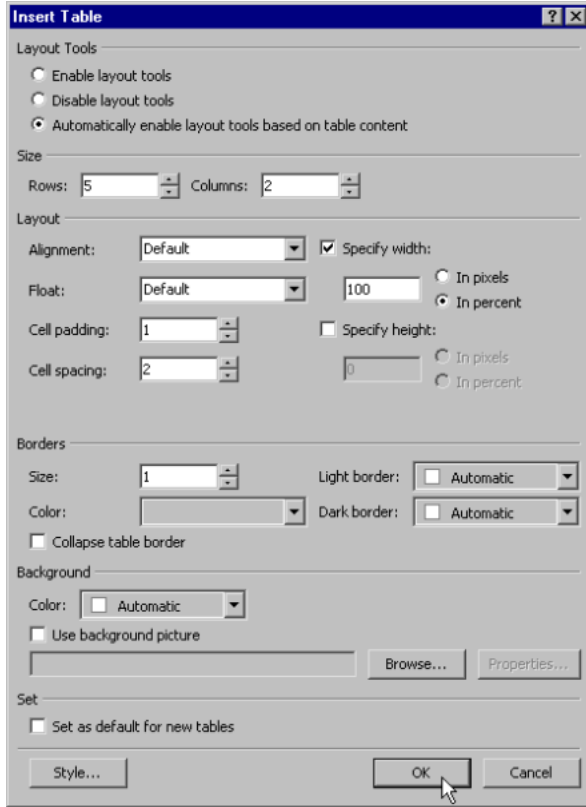 Insert Table
Layout Tools
Enable layout tools
Disable layout tools
Automatically enable layout tools based on table content
Size
Rows: 5 Columns: 2
Layout
Alignment: Default Specify width:
Float: Default 100 In pixels
In percent
Cell padding: 1 Specify height:
Cell spacing: 2 0 In pixels
In percent
Borders
Size: 1 Light border: Automatic
Color: Dark border: Automatic
Collapse table border
Background
Color: Automatic
Use background picture
Browse... Properties...
Set
Set as default for new tables
Style... OK Cancel